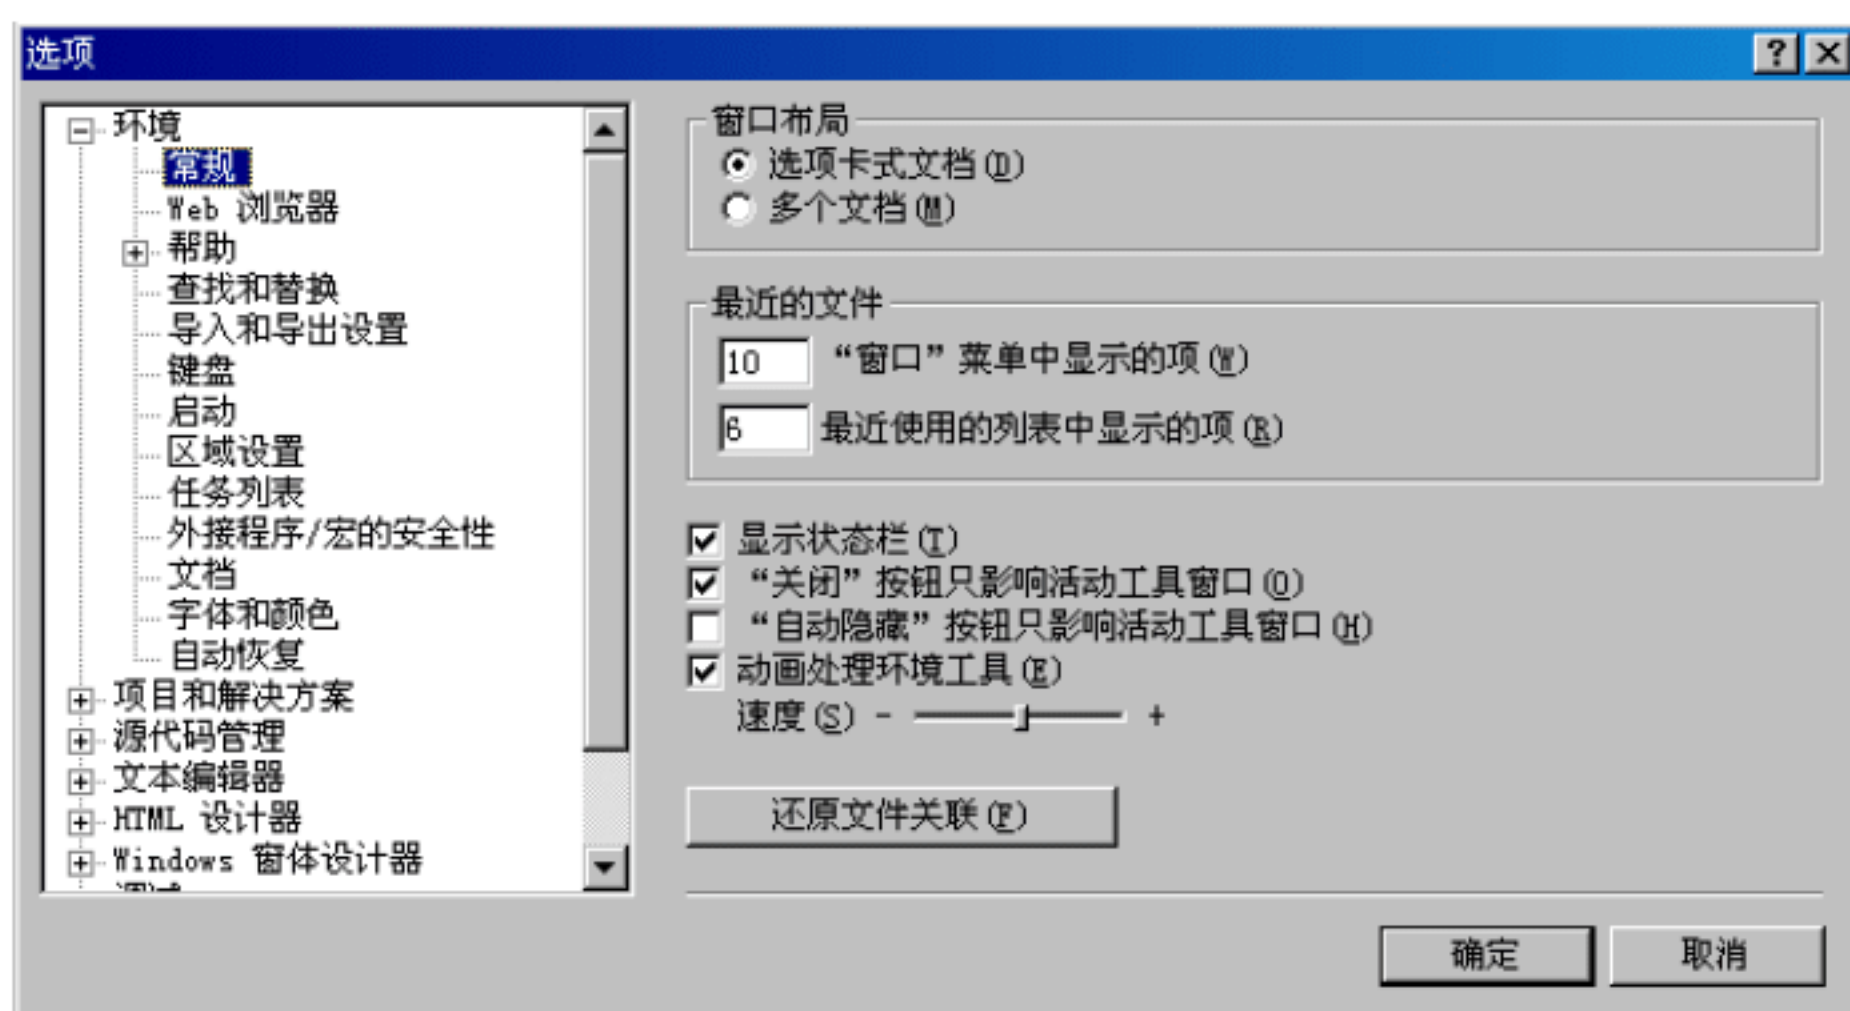 选项
环境
常规
Web 浏览器
帮助
查找和替换
导入和导出设置
键盘
启动
区域设置
任务列表
外接程序/宏的安全性
文档
字体和颜色
自动恢复
项目和解决方案
源代码管理
文本编辑器
HTML 设计器
Windows 窗体设计器
窗口布局
选项卡式文档(D)
多个文档(M)
最近的文件
10 “窗口”菜单中显示的项(W)
6 最近使用的列表中显示的项(R)
显示状态栏(T)
“关闭”按钮只影响活动工具窗口(O)
“自动隐藏”按钮只影响活动工具窗口(H)
动画处理环境工具(E)
速度(S) - +
还原文件关联(F)
确定
取消